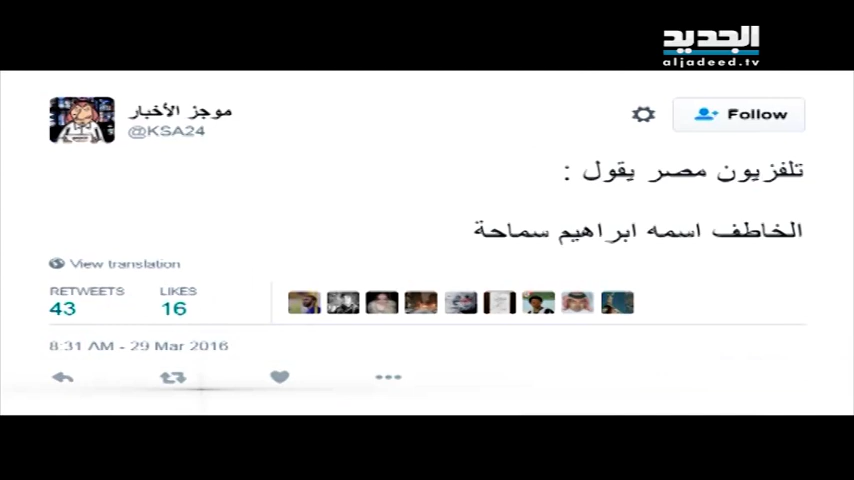 الجديد
aljadeed.tv
موجز الأخبار
@KSA24
Follow
تلفزيون مصر يقول :
الخاطف اسمه ابراهيم سماحة
View translation
RETWEETS LIKES
43 16
8:31 AM - 29 Mar 2016